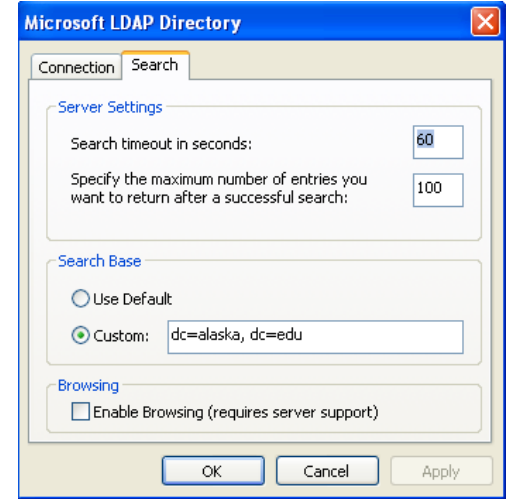 Microsoft LDAP Directory
Connection
Search
Server Settings
Search timeout in seconds:
60
Specify the maximum number of entries you
want to return after a successful search:
100
Search Base
Use Default
Custom:
dc=alaska, dc=edu
Browsing
Enable Browsing (requires server support)
OK
Cancel
Apply